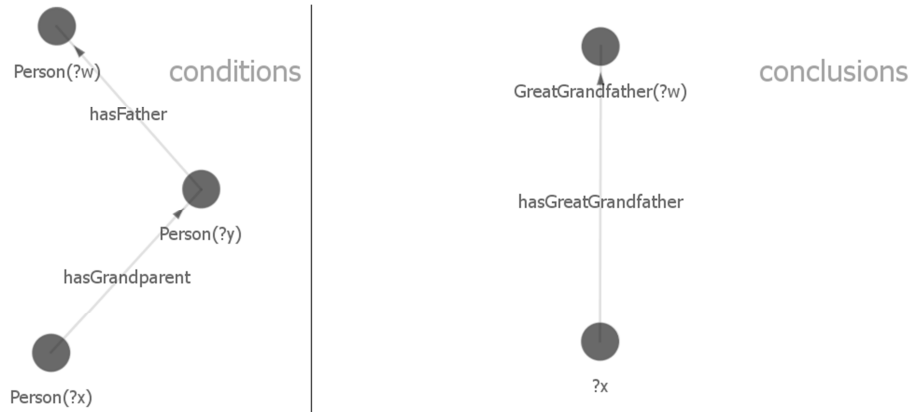 Person(?w)
conditions
hasFather
Person(?y)
hasGrandparent
Person(?x)
conclusions
GreatGrandfather(?w)
hasGreatGrandfather
?x